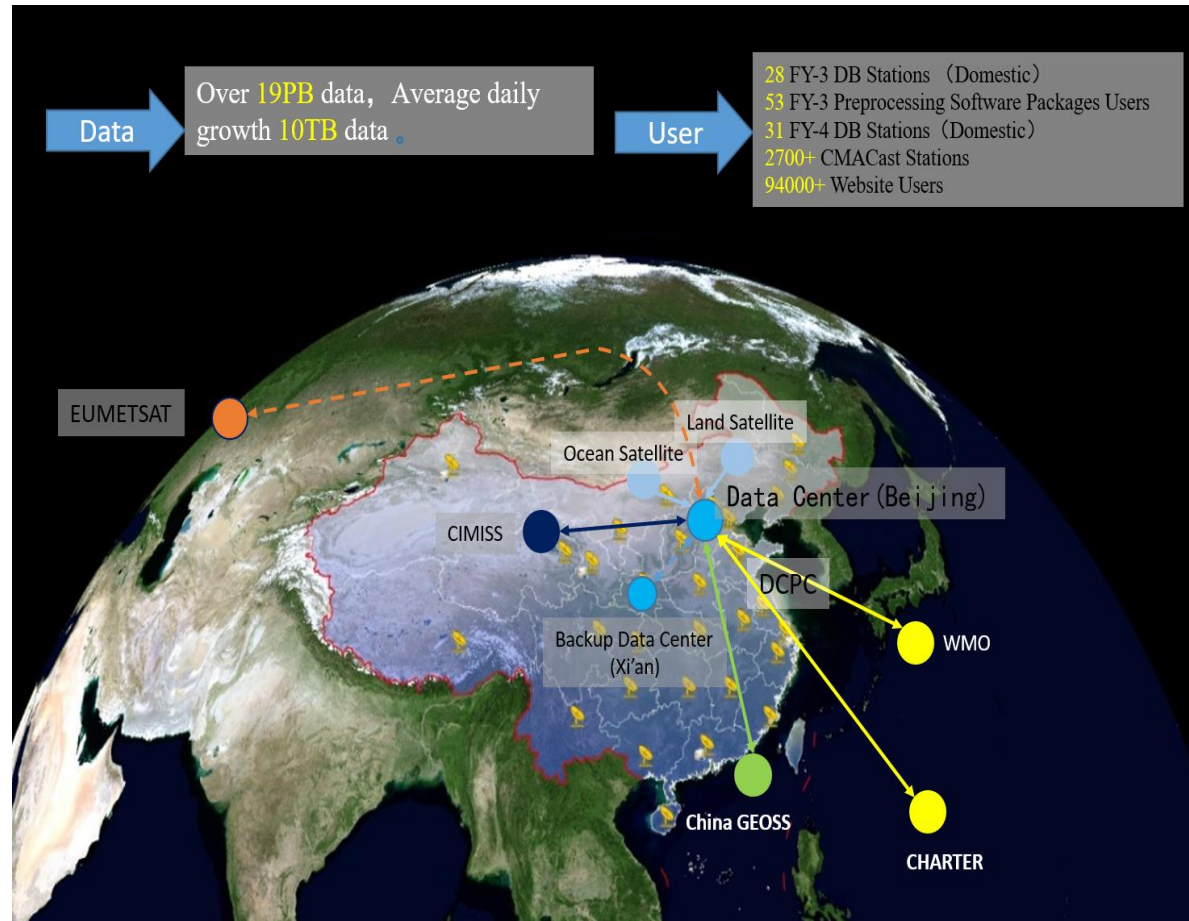 Data
Over 19PB data，Average daily
growth 10TB data 。
User
28 FY-3 DB Stations （Domestic）
53 FY-3 Preprocessing Software Packages Users
31 FY-4 DB Stations（Domestic）
2700+ CMACast Stations
94000+ Website Users
EUMETSAT
Land Satellite
Ocean Satellite
Data Center(Beijing)
CIMISS
DCPC
Backup Data Center
(Xi’an)
WMO
China GEOSS
CHARTER